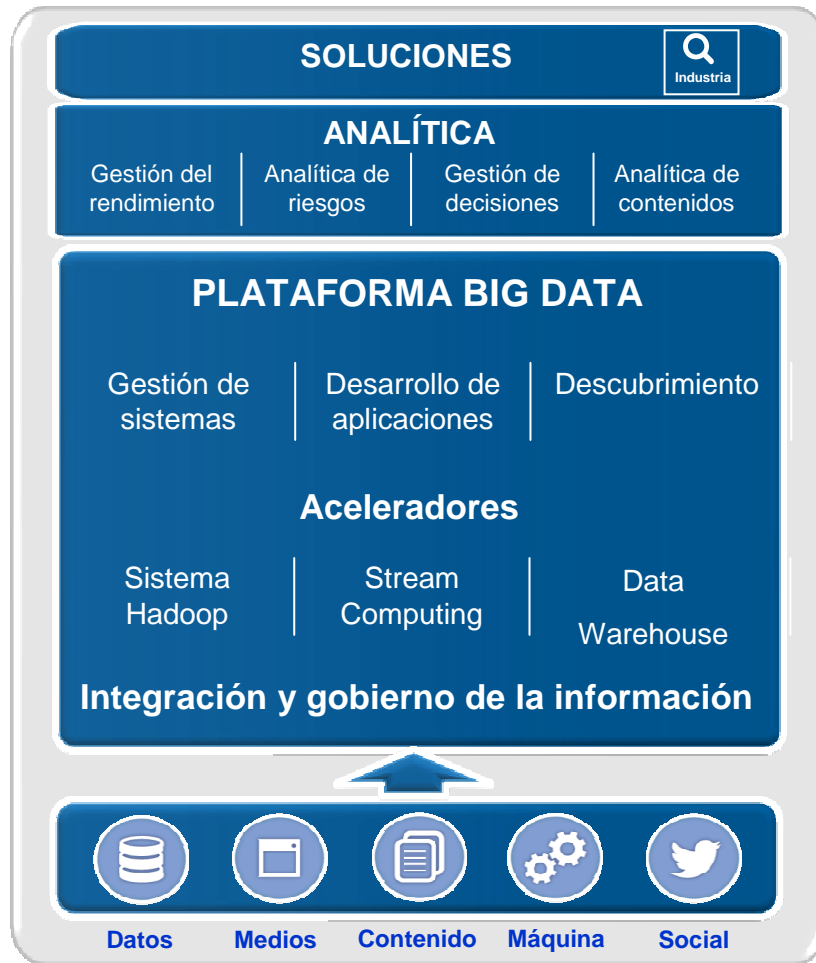 SOLUCIONES
Industria
ANALÍTICA
Gestión del
rendimiento
Analítica de
riesgos
Gestión de
decisiones
Analítica de
contenidos
PLATAFORMA BIG DATA
Gestión de
sistemas
Desarrollo de
aplicaciones
Descubrimiento
Aceleradores
Sistema
Hadoop
Stream
Computing
Data
Warehouse
Integración y gobierno de la información
Datos
Medios
Contenido
Máquina
Social